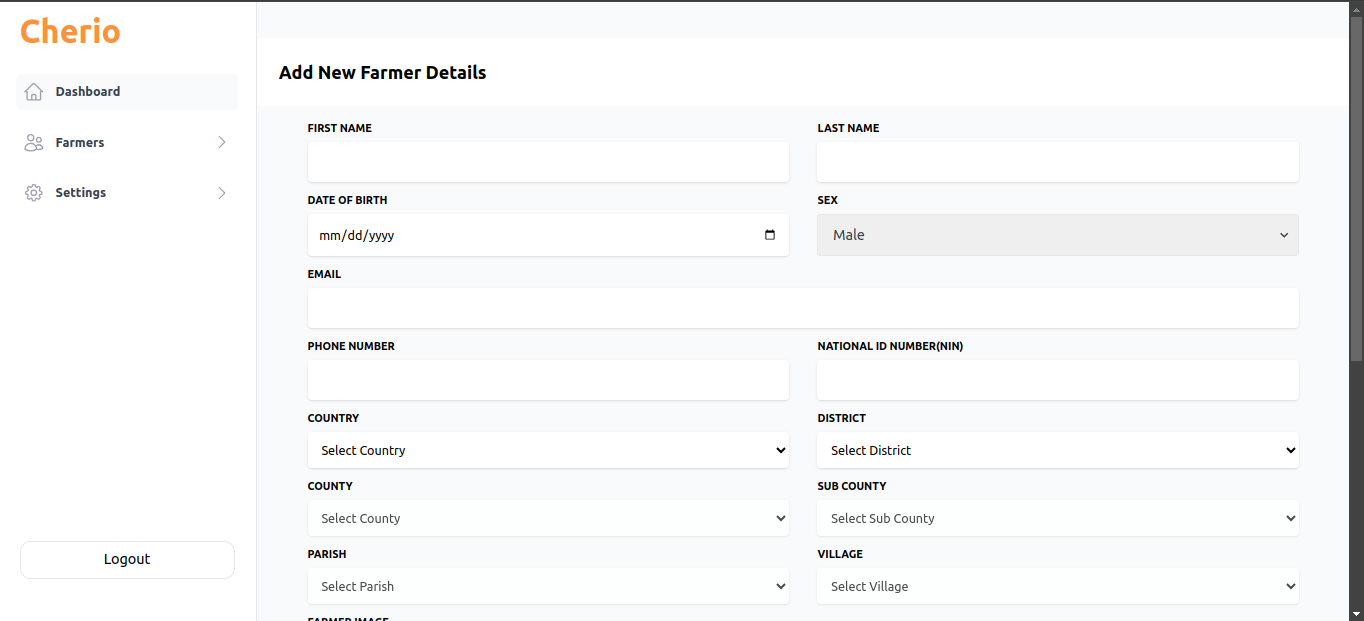 Cherio
Dashboard
Farmers
Settings
Logout
Add New Farmer Details
FIRST NAME
LAST NAME
DATE OF BIRTH
SEX
mm/dd/yyyy
Male
EMAIL
PHONE NUMBER
NATIONAL ID NUMBER(NIN)
COUNTRY
DISTRICT
Select Country
Select District
COUNTY
SUB COUNTY
Select County
Select Sub County
PARISH
VILLAGE
Select Parish
Select Village
FARMER IMAGE